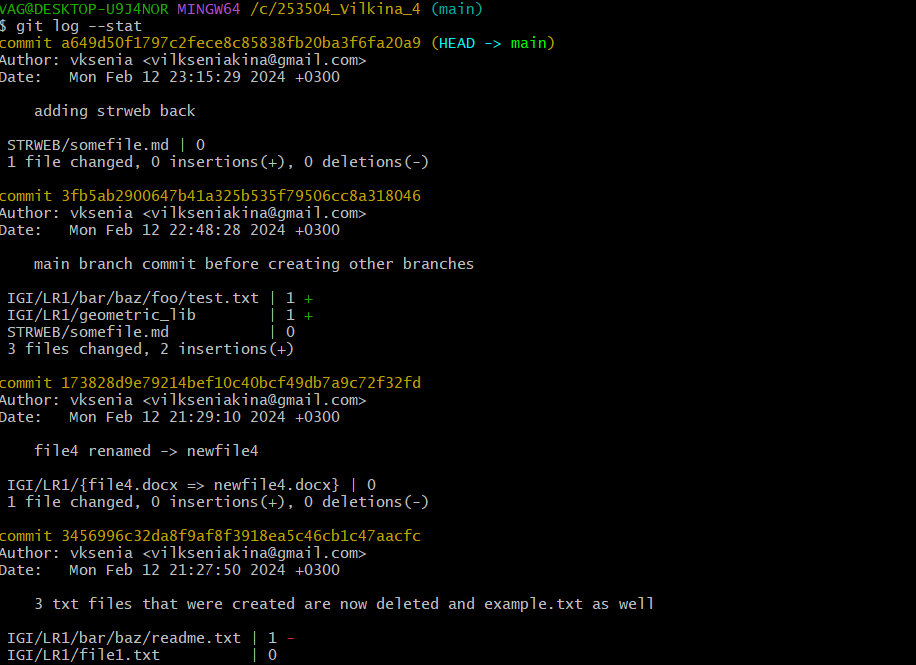 VAG@DESKTOP-U9J4NOR MINGW64 /c/253504_Vilkina_4 (main)
$ git log --stat
commit a649d50f1797c2fece8c85838fb20ba3f6fa20a9 (HEAD -> main)
Author: vksenia <vilkseniakina@gmail.com>
Date:   Mon Feb 12 23:15:29 2024 +0300

    adding strweb back

 STRWEB/somefile.md | 0
 1 file changed, 0 insertions(+), 0 deletions(-)

commit 3fb5ab2900647b41a325b535f79506cc8a318046
Author: vksenia <vilkseniakina@gmail.com>
Date:   Mon Feb 12 22:48:28 2024 +0300

    main branch commit before creating other branches

 IGI/LR1/bar/baz/foo/test.txt | 1 +
 IGI/LR1/geometric_lib        | 1 +
 STRWEB/somefile.md           | 0
 3 files changed, 2 insertions(+)

commit 173828d9e79214bef10c40bcf49db7a9c72f32fd
Author: vksenia <vilkseniakina@gmail.com>
Date:   Mon Feb 12 21:29:10 2024 +0300

    file4 renamed -> newfile4

 IGI/LR1/{file4.docx => newfile4.docx} | 0
 1 file changed, 0 insertions(+), 0 deletions(-)

commit 3456996c32da8f9af8f3918ea5c46cb1c47aacfc
Author: vksenia <vilkseniakina@gmail.com>
Date:   Mon Feb 12 21:27:50 2024 +0300

    3 txt files that were created are now deleted and example.txt as well

 IGI/LR1/bar/baz/readme.txt | 1 -
 IGI/LR1/file1.txt          | 0